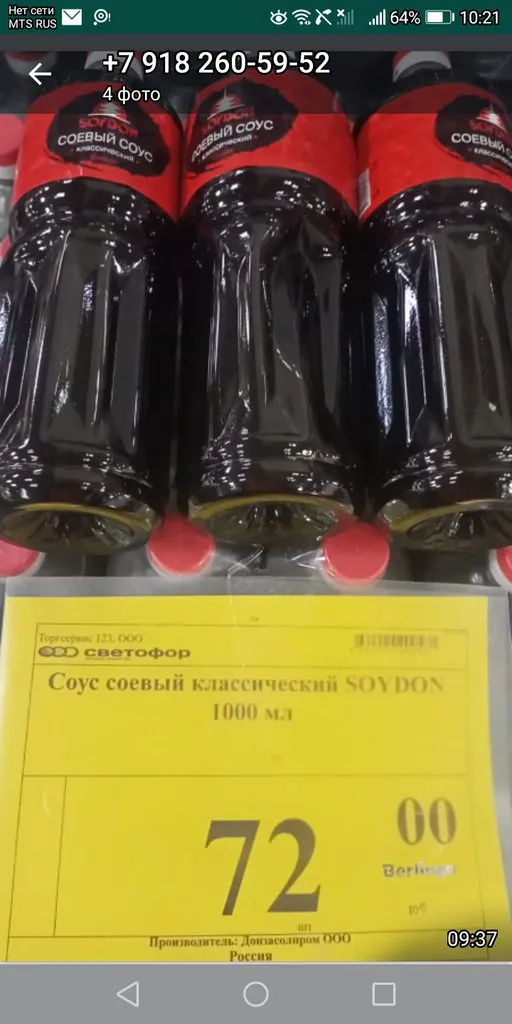 Нет сети
MTS RUS
64% 10:21
+7 918 260-59-52
4 фото
SOYDON
СОЕВЫЙ СОУС
КЛАССИЧЕСКИЙ
SOYDON
СОЕВЫЙ СОУС
КЛАССИЧЕСКИЙ
SOYDON
СОЕВЫЙ С
КЛАССИЧЕСКИЙ
Торгсервис 123, ООО
светофор
Соус соевый классический SOYDON
1000 мл
72 00
Berlingo
руб
шт
Производитель: Донзасолпром ООО
Россия
09:37